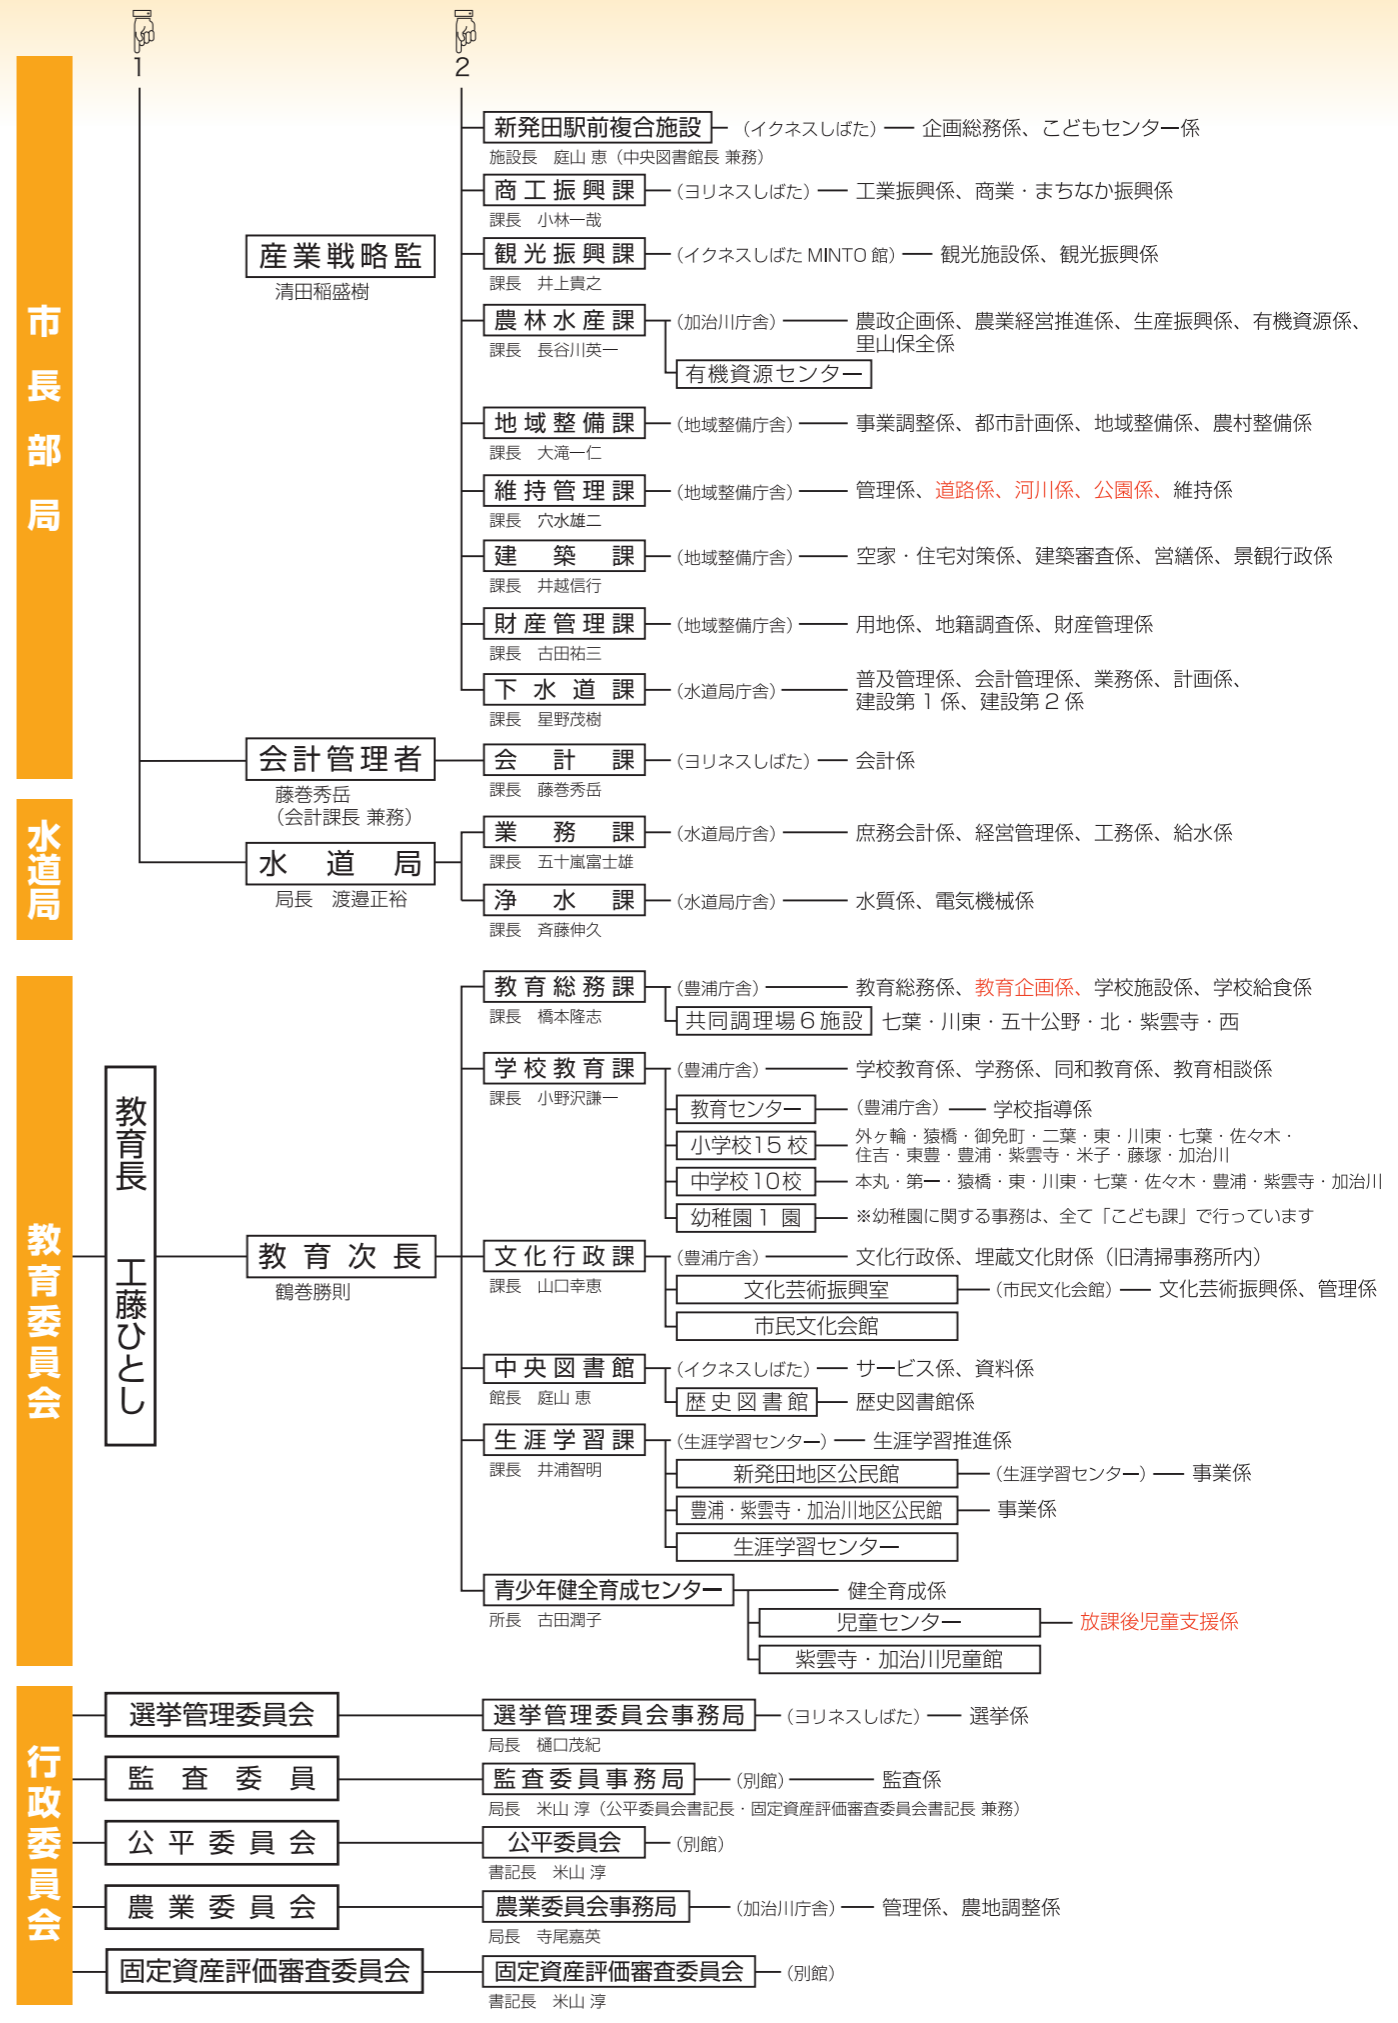 1
2
市長部局
新発田駅前複合施設 (イクネスしばた) 企画総務係、こどもセンター係
施設長 庭山 恵（中央図書館長 兼務）
商工振興課 (ヨリネスしばた) 工業振興係、商業・まちなか振興係
課長 小林一哉
産業戦略監
清田稲盛樹
観光振興課 (イクネスしばた MINTO 館) 観光施設係、観光振興係
課長 井上貴之
農林水産課 (加治川庁舎) 農政企画係、農業経営推進係、生産振興係、有機資源係、
里山保全係
課長 長谷川英一
有機資源センター
地域整備課 (地域整備庁舎) 事業調整係、都市計画係、地域整備係、農村整備係
課長 大滝一仁
維持管理課 (地域整備庁舎) 管理係、道路係、河川係、公園係、維持係
課長 穴水雄二
建築課 (地域整備庁舎) 空家・住宅対策係、建築審査係、営繕係、景観行政係
課長 井越信行
財産管理課 (地域整備庁舎) 用地係、地籍調査係、財産管理係
課長 古田祐三
下水道課 (水道局庁舎) 普及管理係、会計管理係、業務係、計画係、
建設第1係、建設第2係
課長 星野茂樹
会計管理者
藤巻秀岳
（会計課長 兼務）
会計課 (ヨリネスしばた) 会計係
課長 藤巻秀岳
水道局
水道局
局長 渡邉正裕
業務課 (水道局庁舎) 庶務会計係、経営管理係、工務係、給水係
課長 五十嵐富士雄
浄水課 (水道局庁舎) 水質係、電気機械係
課長 斉藤伸久
教育委員会
教育長 工藤ひとし
教育次長
鶴巻勝則
教育総務課 (豊浦庁舎) 教育総務係、教育企画係、学校施設係、学校給食係
課長 橋本隆志
共同調理場6施設 七葉・川東・五十公野・北・紫雲寺・西
学校教育課 (豊浦庁舎) 学校教育係、学務係、同和教育係、教育相談係
課長 小野沢謙一
教育センター (豊浦庁舎) 学校指導係
小学校15校 外ヶ輪・猿橋・御免町・二葉・東・川東・七葉・佐々木・
住吉・東豊・豊浦・紫雲寺・米子・藤塚・加治川
中学校10校 本丸・第一・猿橋・東・川東・七葉・佐々木・豊浦・紫雲寺・加治川
幼稚園1園 ※幼稚園に関する事務は、全て「こども課」で行っています
文化行政課 (豊浦庁舎) 文化行政係、埋蔵文化財係（旧清掃事務所内）
課長 山口幸恵
文化芸術振興室 (市民文化会館) 文化芸術振興係、管理係
市民文化会館
中央図書館 (イクネスしばた) サービス係、資料係
館長 庭山 恵
歴史図書館 歴史図書館係
生涯学習課 (生涯学習センター) 生涯学習推進係
課長 井浦智明
新発田地区公民館 (生涯学習センター) 事業係
豊浦・紫雲寺・加治川地区公民館 事業係
生涯学習センター
青少年健全育成センター 健全育成係
所長 古田潤子
児童センター 放課後児童支援係
紫雲寺・加治川児童館
行政委員会
選挙管理委員会 選挙管理委員会事務局 (ヨリネスしばた) 選挙係
局長 樋口茂紀
監査委員 監査委員事務局 (別館) 監査係
局長 米山 淳（公平委員会書記長・固定資産評価審査委員会書記長 兼務）
公平委員会 公平委員会 (別館)
書記長 米山 淳
農業委員会 農業委員会事務局 (加治川庁舎) 管理係、農地調整係
局長 寺尾嘉英
固定資産評価審査委員会 固定資産評価審査委員会 (別館)
書記長 米山 淳